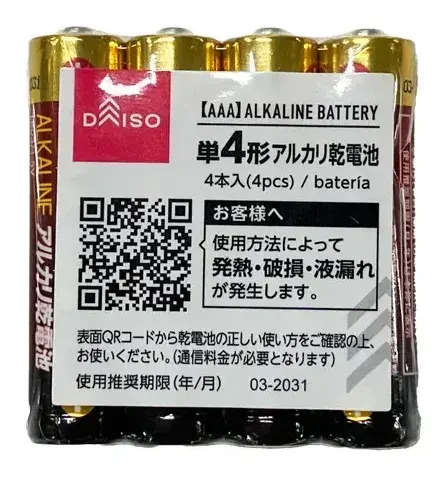 DAISO
【AAA】ALKALINE BATTERY
単4形アルカリ乾電池
4本入(4pcs) / batería
お客様へ
使用方法によって
発熱・破損・液漏れ
が発生します。
表面QRコードから乾電池の正しい使い方をご確認の上、
お使いください。(通信料金が必要となります)
使用推奨期限(年/月) 03-2031
ALKALINE アルカリ乾電池
03-